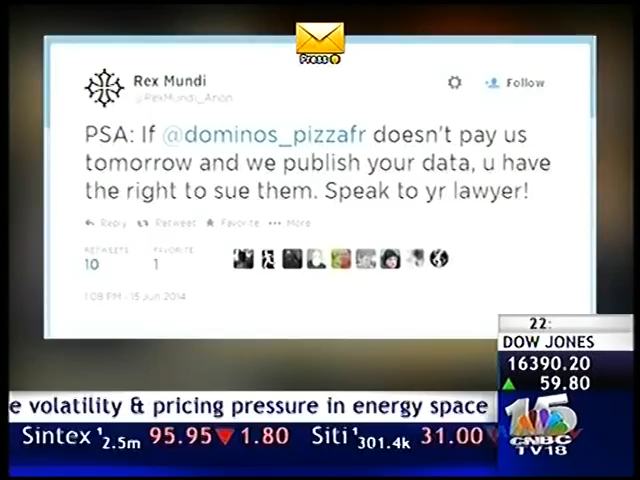 Press
Rex Mundi
@RexMundi_Anon
Follow
PSA: If @dominos_pizzafr doesn't pay us
tomorrow and we publish your data, u have
the right to sue them. Speak to yr lawyer!
Reply Retweet Favorite More
RETWEETS FAVORITE
10 1
1:08 PM - 15 Jun 2014
22:
DOW JONES
16390.20
59.80
e volatility & pricing pressure in energy space
15
CNBC
TV18
Sintex 2.5m 95.95 1.80 Siti 301.4k 31.00